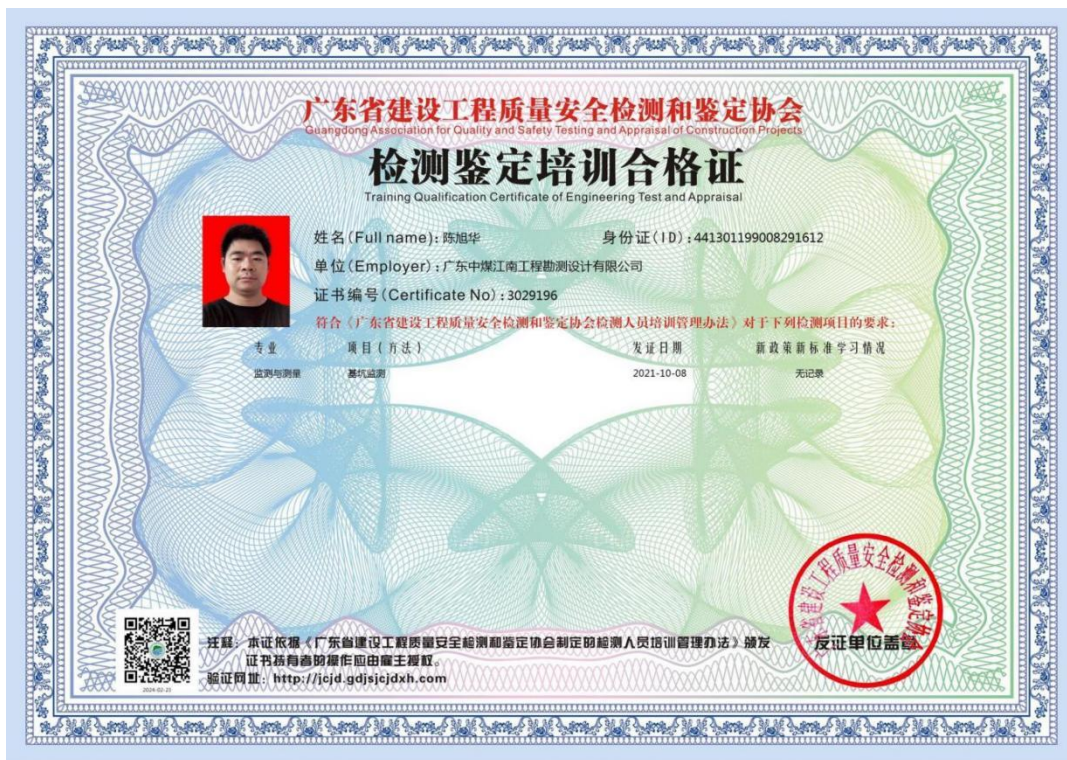 广东省建设工程质量安全检测和鉴定协会
Guangdong Association for Quality and Safety Testing and Appraisal of Construction Projects
检测鉴定培训合格证
Training Qualification Certificate of Engineering Test and Appraisal
姓名(Full name): 陈旭华 身份证(ID): 441301199008291612
单位(Employer): 广东中煤江南工程勘测设计有限公司
证书编号(Certificate No): 3029196
符合《广东省建设工程质量安全检测和鉴定协会检测人员培训管理办法》对于下列检测项目的要求:
专业 项目(方法) 发证日期 新政策新标准学习情况
监测与测量 基坑监测 2021-10-08 无记录
广东省建设工程质量安全检测和鉴定协会
发证单位盖章
注释: 本证依据《广东省建设工程质量安全检测和鉴定协会制定的检测人员培训管理办法》颁发
证书持有者的操作应由雇主授权。
验证网址: http://jcjd.gdjsjcjdxh.com
2024-02-23